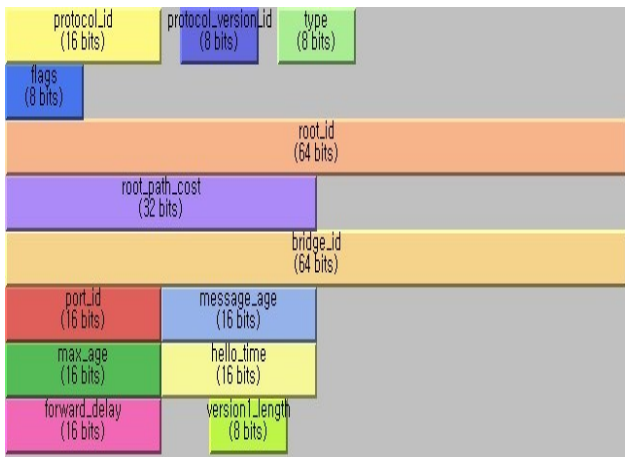 protocol_id protocol_version_id type
(16 bits) (8 bits) (8 bits)
flags
(8 bits)
root_id
(64 bits)
root_path_cost
(32 bits)
bridge_id
(64 bits)
port_id message_age
(16 bits) (16 bits)
max_age hello_time
(16 bits) (16 bits)
forward_delay version1_length
(16 bits) (8 bits)